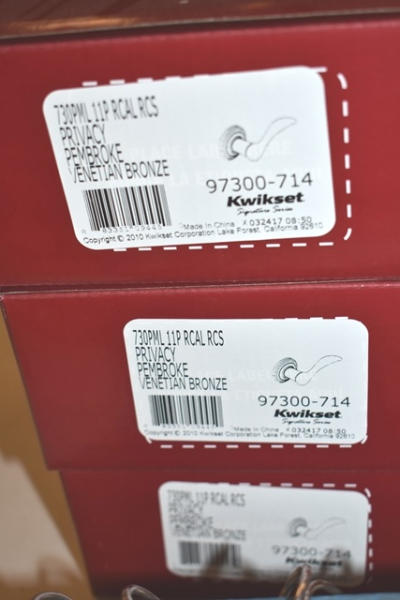 730PML 11P RCAL RCS
PRIVACY
PEMBROKE
VENETIAN BRONZE
97300-714
Kwikset
Signature Series
Made In China X 032417 08:50
Copyright © 2010 Kwikset Corporation Lake Forest, California 92610
730PML 11P RCAL RCS
PRIVACY
PEMBROKE
VENETIAN BRONZE
97300-714
Kwikset
Signature Series
Made In China X 032417 08:50
Copyright © 2010 Kwikset Corporation Lake Forest, California 92610
730PML 11P RCAL RCS
PRIVACY
PEMBROKE
VENETIAN BRONZE
97300-714